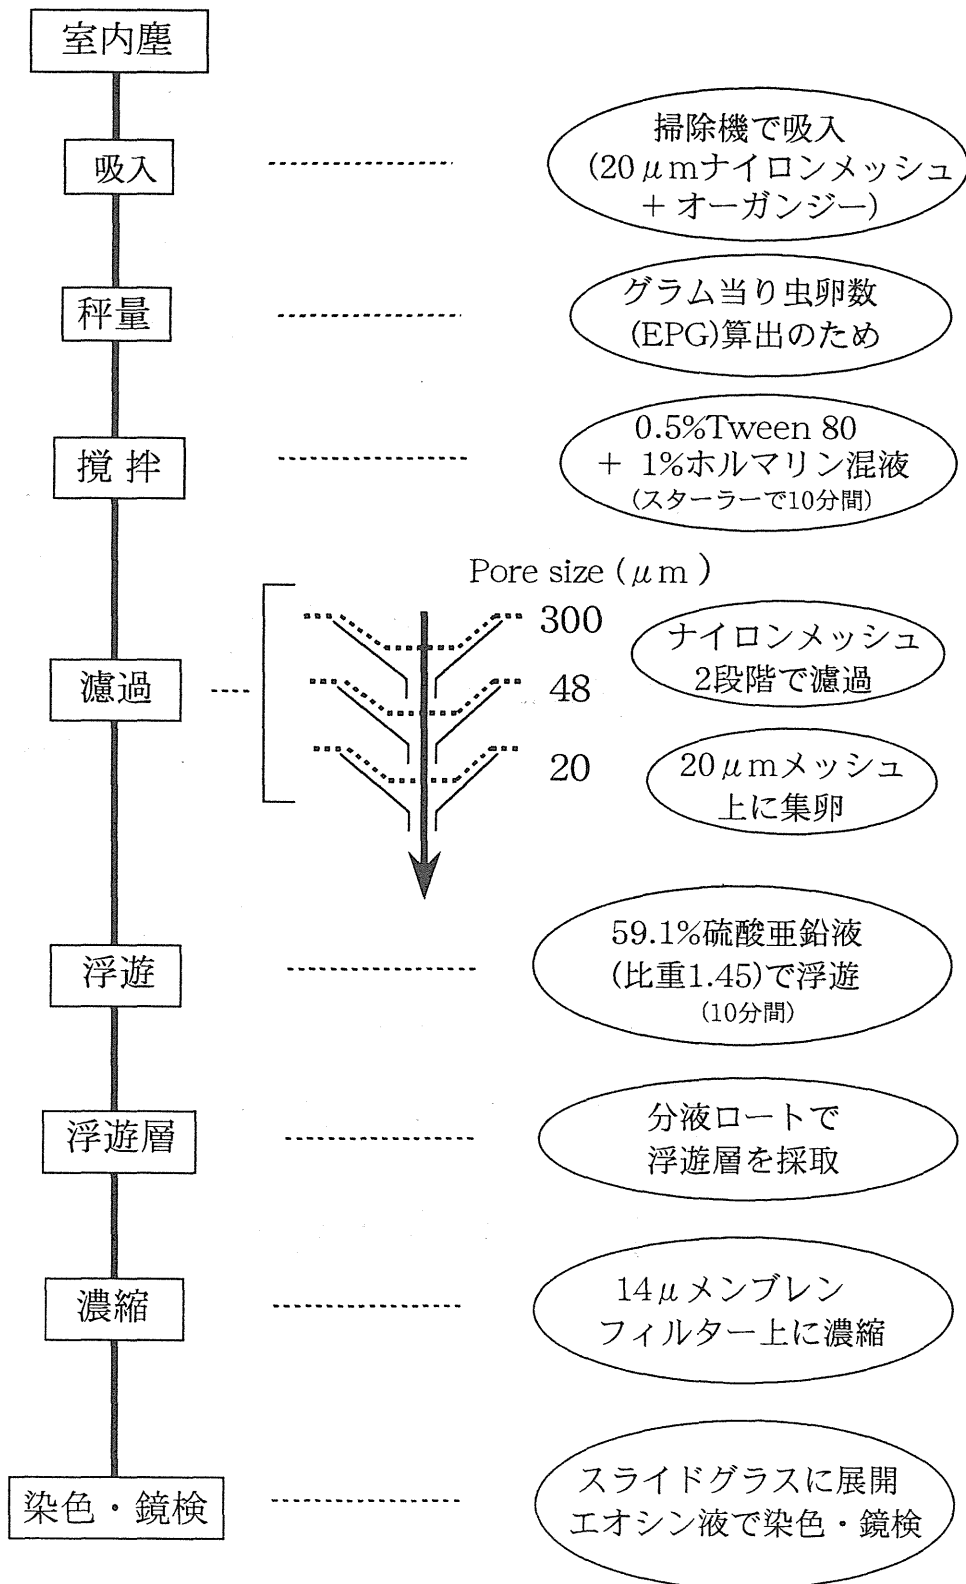 室内塵
吸入
掃除機で吸入
(20μmナイロンメッシュ
+ オーガンジー)
秤量
グラム当り虫卵数
(EPG)算出のため
撹拌
0.5%Tween 80
+ 1%ホルマリン混液
(スターラーで10分間)
濾過
Pore size (μm)
300
48
20
ナイロンメッシュ
2段階で濾過
20μmメッシュ
上に集卵
浮遊
59.1%硫酸亜鉛液
(比重1.45)で浮遊
(10分間)
浮遊層
分液ロートで
浮遊層を採取
濃縮
14μメンブレン
フィルター上に濃縮
染色・鏡検
スライドグラスに展開
エオシン液で染色・鏡検